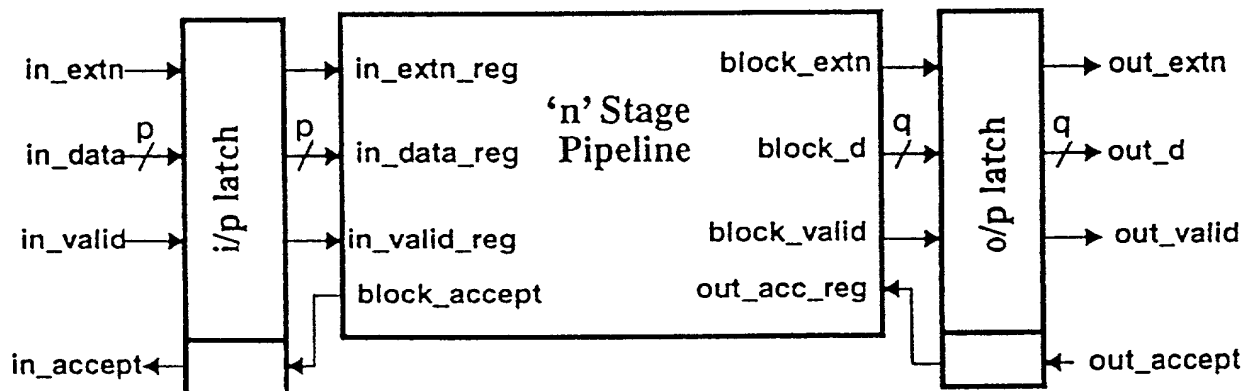 in_extn
in_data
in_valid
in_accept
p
i/p latch
p
in_extn_reg
in_data_reg
in_valid_reg
block_accept
'n' Stage
Pipeline
block_extn
block_d
block_valid
out_acc_reg
q
o/p latch
q
out_extn
out_d
out_valid
out_accept